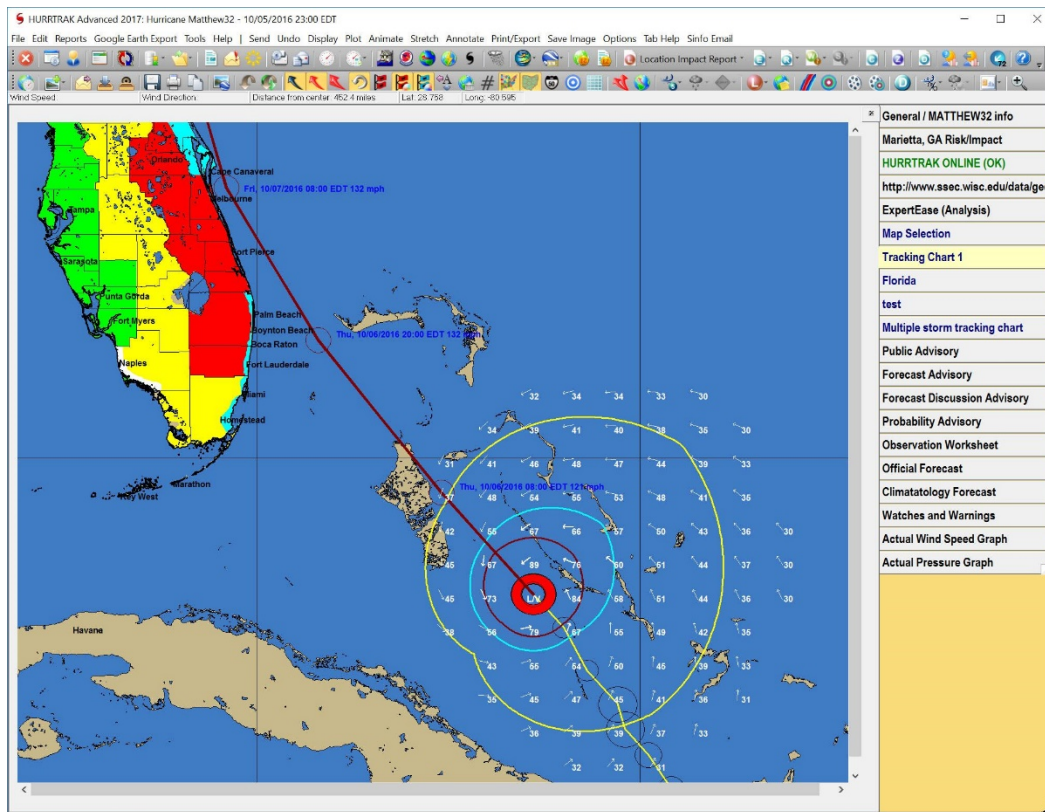 HURRTRAK Advanced 2017: Hurricane Matthew32 - 10/05/2016 23:00 EDT
File Edit Reports Google Earth Export Tools Help | Send Undo Display Plot Animate Stretch Annotate Print/Export Save Image Options Tab Help Sinfo Email
Location Impact Report
Wind Speed Wind Direction Distance from center: 452.4 miles Lat: 26.758 Long: -80.595
General / MATTHEW32 info
Marietta, GA Risk/Impact
HURRTRAK ONLINE (OK)
http://www.ssec.wisc.edu/data/geo
ExpertEase (Analysis)
Map Selection
Tracking Chart 1
Florida
test
Multiple storm tracking chart
Public Advisory
Forecast Advisory
Forecast Discussion Advisory
Probability Advisory
Observation Worksheet
Official Forecast
Climatatology Forecast
Watches and Warnings
Actual Wind Speed Graph
Actual Pressure Graph
Orlando
Cape Canaveral
Fri, 10/07/2016 08:00 EDT 132 mph
Melbourne
Tampa
Fort Pierce
Sarasota
Punta Gorda
Palm Beach
Fort Myers
Boynton Beach
Thu, 10/06/2016 20:00 EDT 132 mph
Boca Raton
Naples
Fort Lauderdale
Miami
Homestead
Marathon
Key West
Thu, 10/06/2016 08:00 EDT 121 mph
Havana
32 34 34 33 30
34 39 41 40 38 35 30
31 41 46 48 47 44 39 33
37 48 54 55 53 48 41 35
42 55 67 66 57 50 43 36 30
45 67 89 76 60 51 44 37 30
45 73 84 68 51 44 36 30
38 56 79 67 55 49 42 35
43 55 54 50 45 39 33
35 45 47 45 41 36 31
36 39 39 37 33
32 32 31